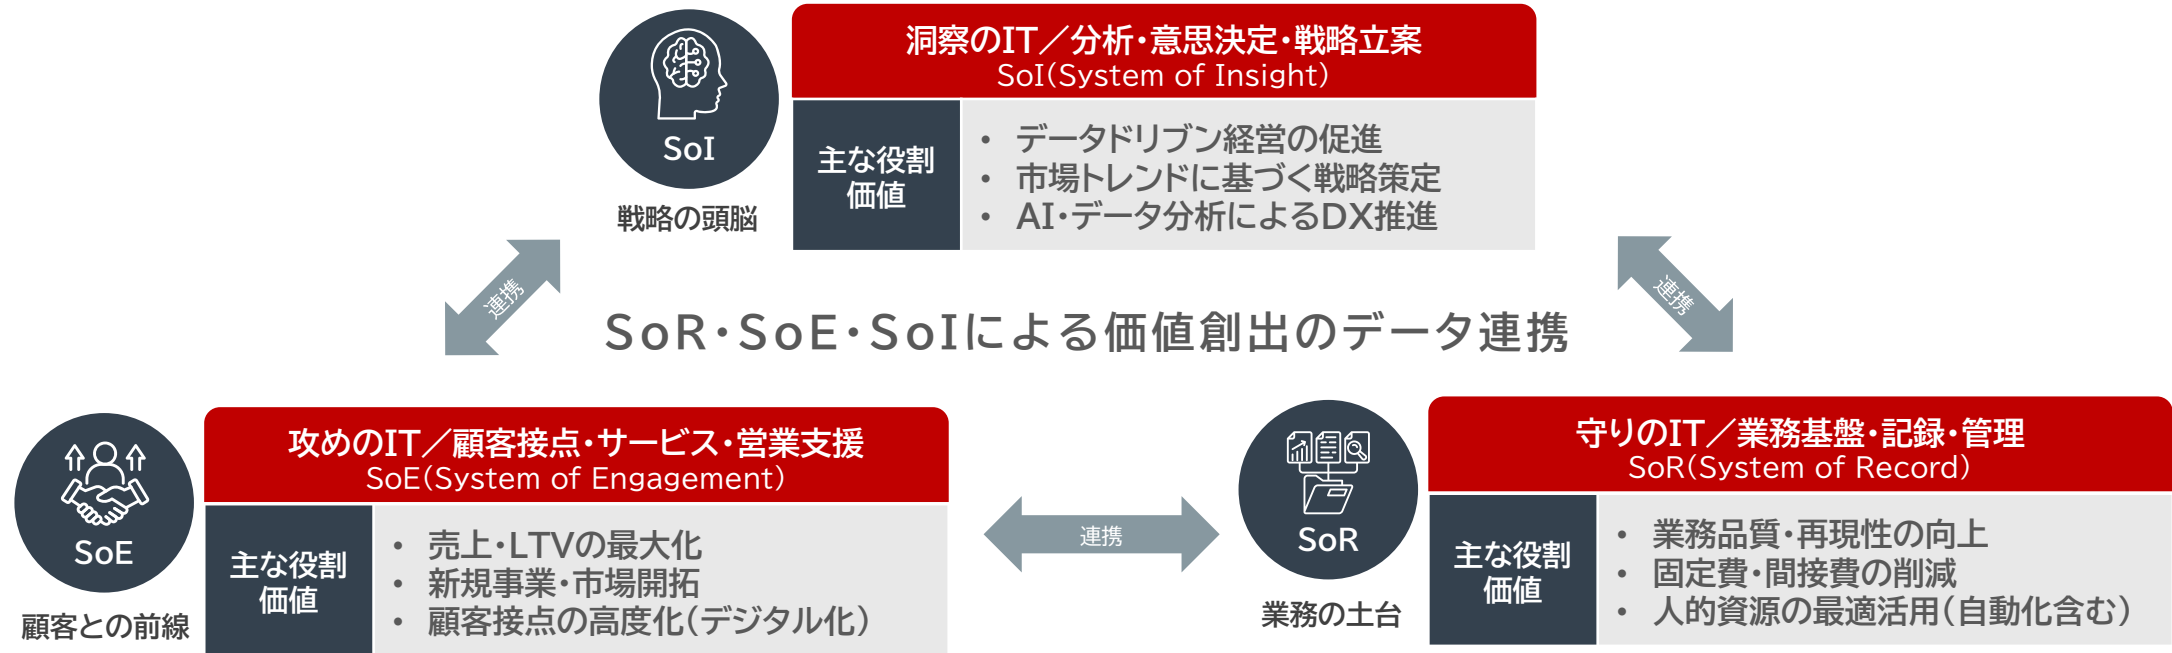 洞察のIT／分析・意思決定・戦略立案
SoI(System of Insight)
SoI
戦略の頭脳
主な役割
価値
• データドリブン経営の促進
• 市場トレンドに基づく戦略策定
• AI・データ分析によるDX推進
連携
連携
SoR・SoE・SoIによる価値創出のデータ連携
攻めのIT／顧客接点・サービス・営業支援
SoE(System of Engagement)
SoE
顧客との前線
主な役割
価値
• 売上・LTVの最大化
• 新規事業・市場開拓
• 顧客接点の高度化(デジタル化)
連携
守りのIT／業務基盤・記録・管理
SoR(System of Record)
SoR
業務の土台
主な役割
価値
• 業務品質・再現性の向上
• 固定費・間接費の削減
• 人的資源の最適活用(自動化含む)